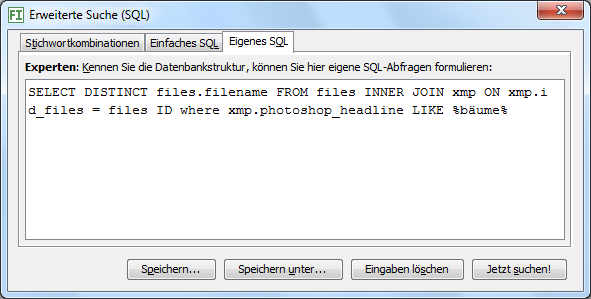 FI Erweiterte Suche (SQL)
Stichwortkombinationen Einfaches SQL Eigenes SQL
Experten: Kennen Sie die Datenbankstruktur, können Sie hier eigene SQL-Abfragen formulieren:
SELECT DISTINCT files.filename FROM files INNER JOIN xmp ON xmp.i
d_files = files ID where xmp.photoshop_headline LIKE %bäume%
Speichern... Speichern unter... Eingaben löschen Jetzt suchen!